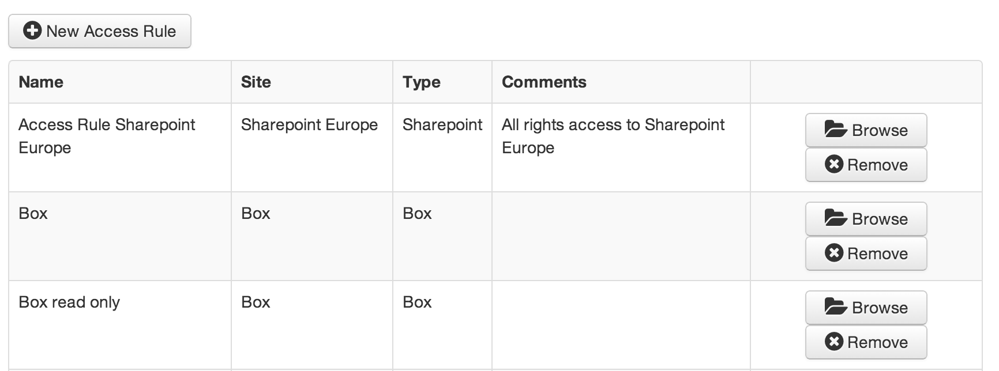 New Access Rule
Name Site Type Comments
Access Rule Sharepoint Sharepoint Europe Sharepoint All rights access to Sharepoint Browse
Europe Europe
Remove
Box Box Box Browse
Remove
Box read only Box Box Browse
Remove